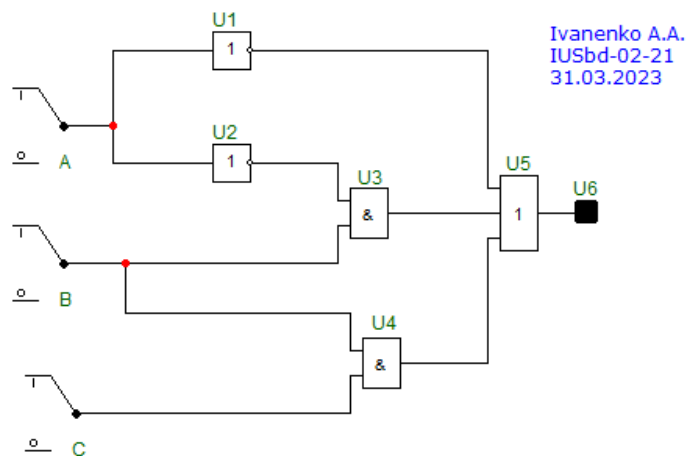 U1
Ivanenko A.A.
IUSbd-02-21
31.03.2023
1
U2
1
A
U3
&
U5
1
U6
B
U4
&
C